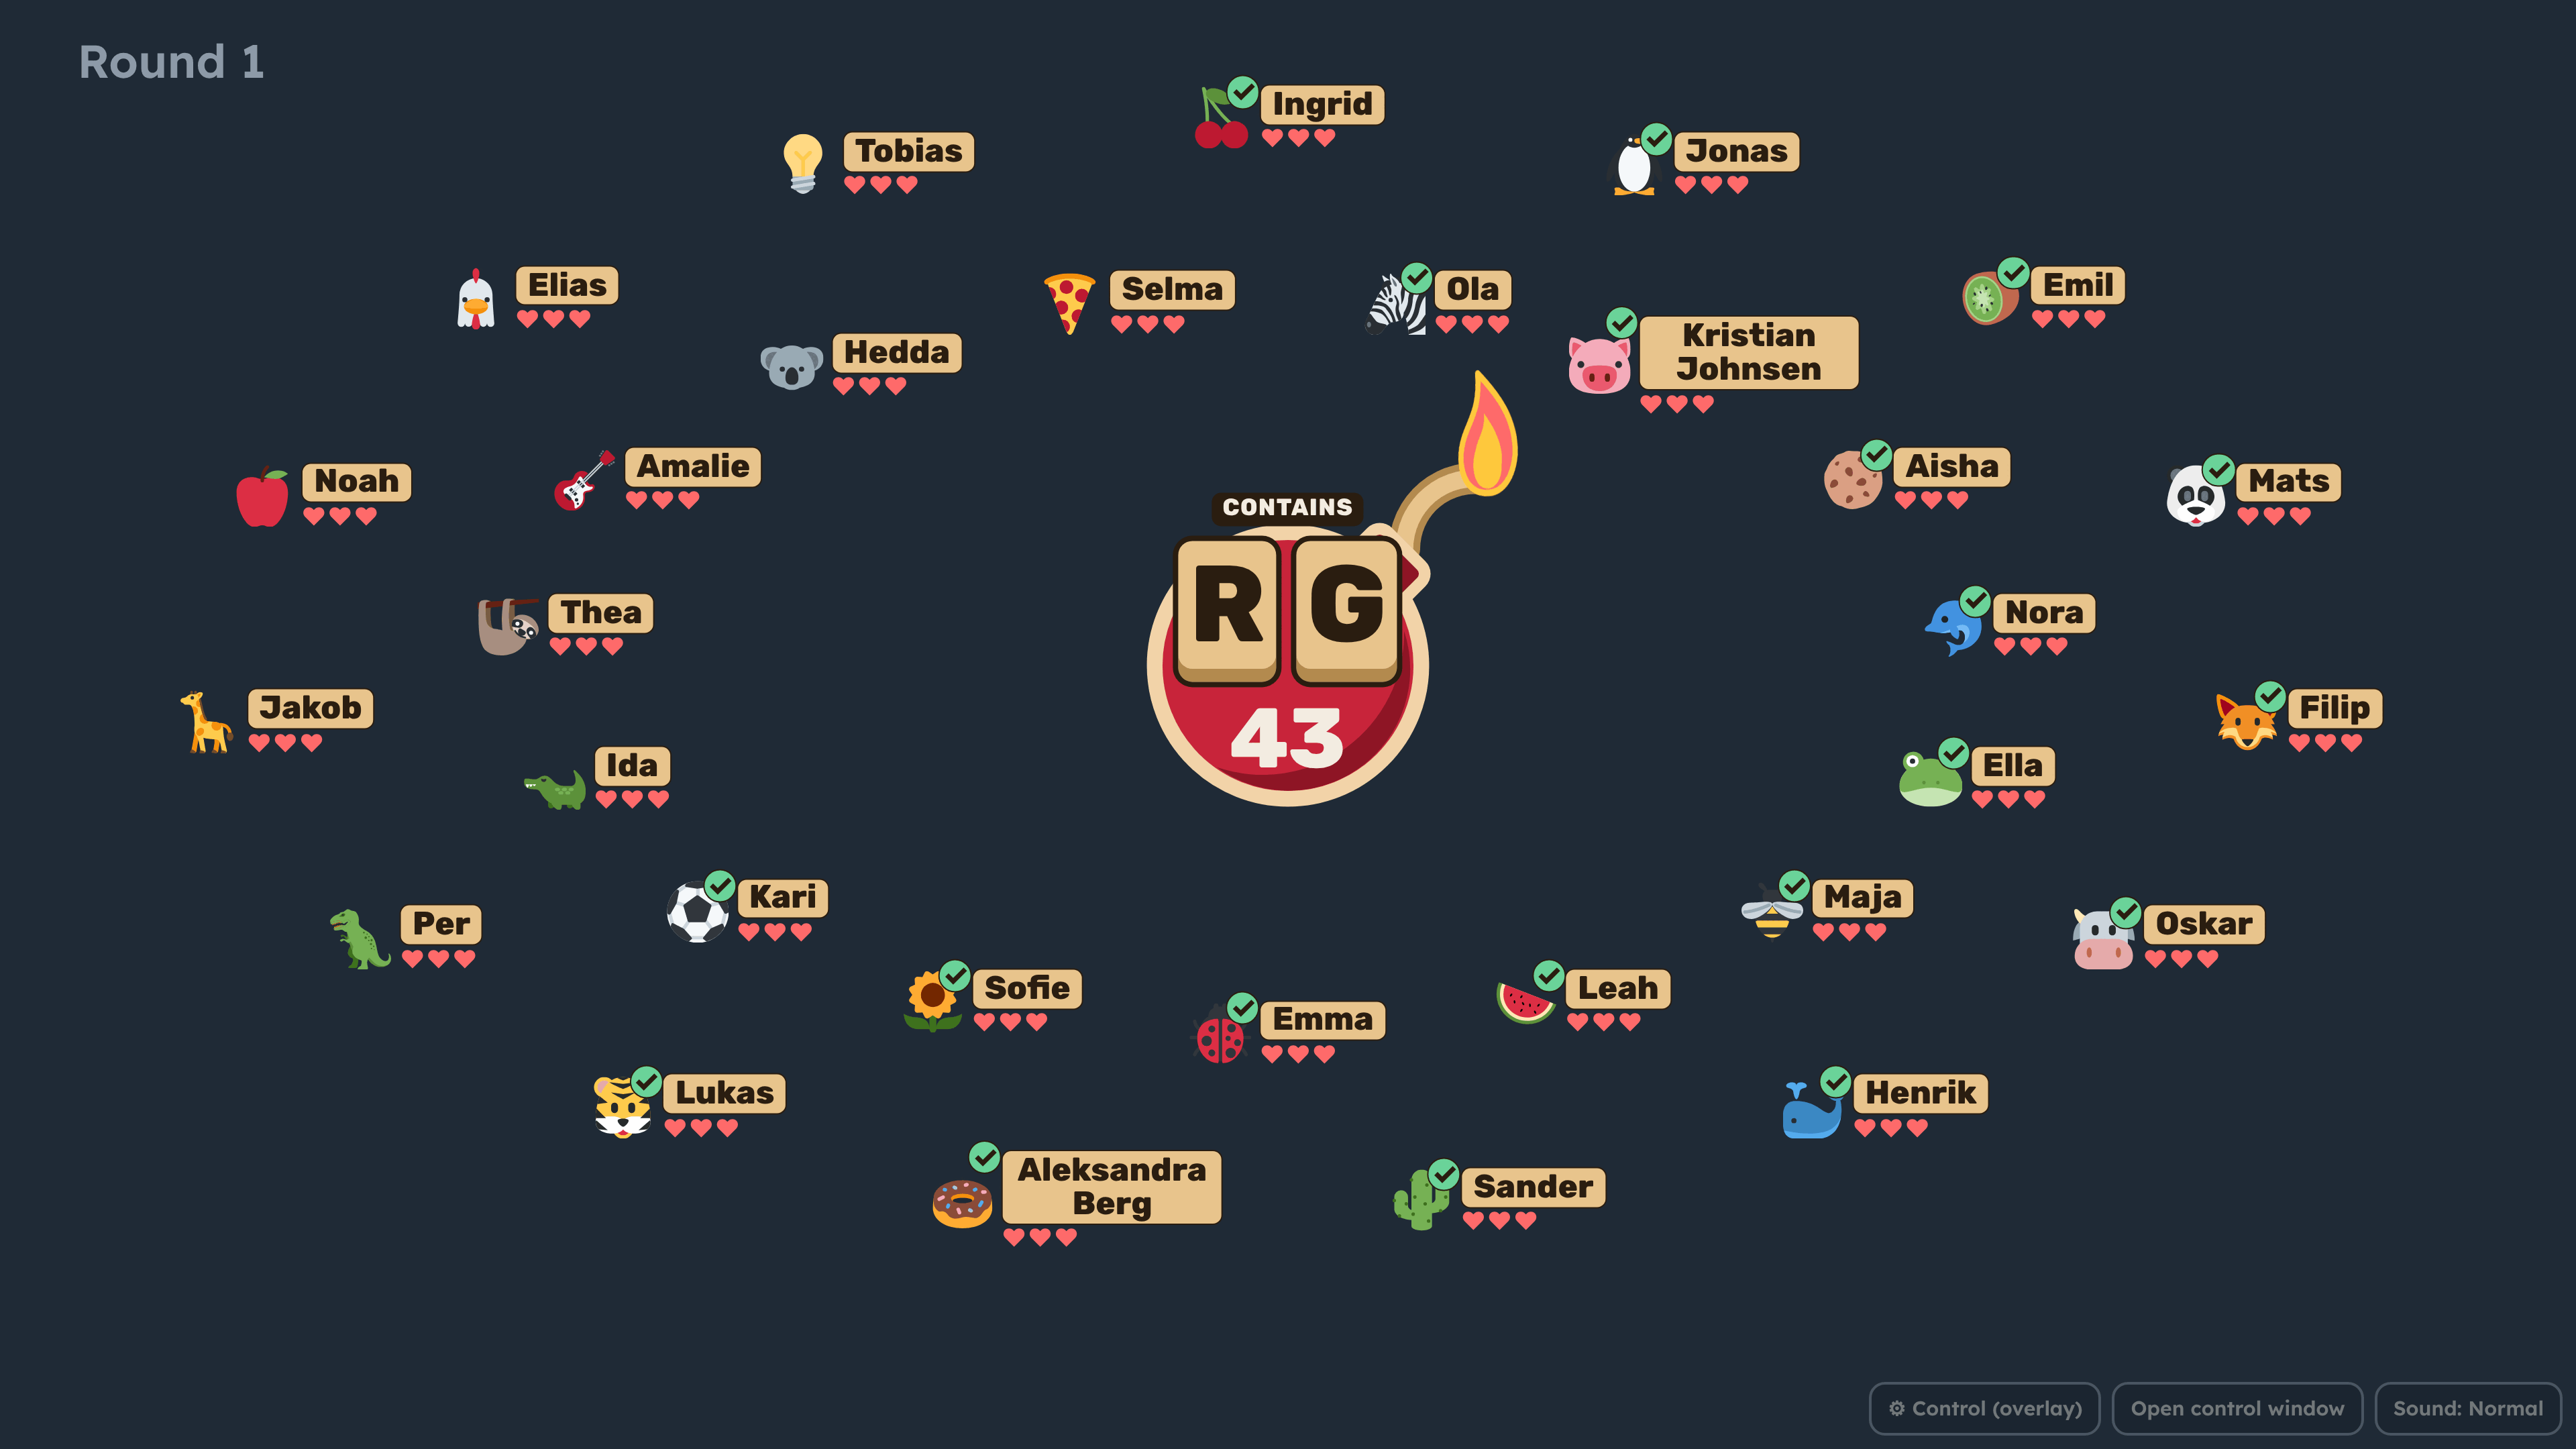 Round 1
Ingrid
Tobias
Jonas
Elias
Selma
Ola
Emil
Kristian
Johnsen
Hedda
Noah
Amalie
Aisha
Mats
CONTAINS
R G
43
Thea
Nora
Jakob
Filip
Ida
Ella
Per
Kari
Maja
Oskar
Sofie
Emma
Leah
Lukas
Henrik
Aleksandra
Berg
Sander
⚙ Control (overlay)
Open control window
Sound: Normal